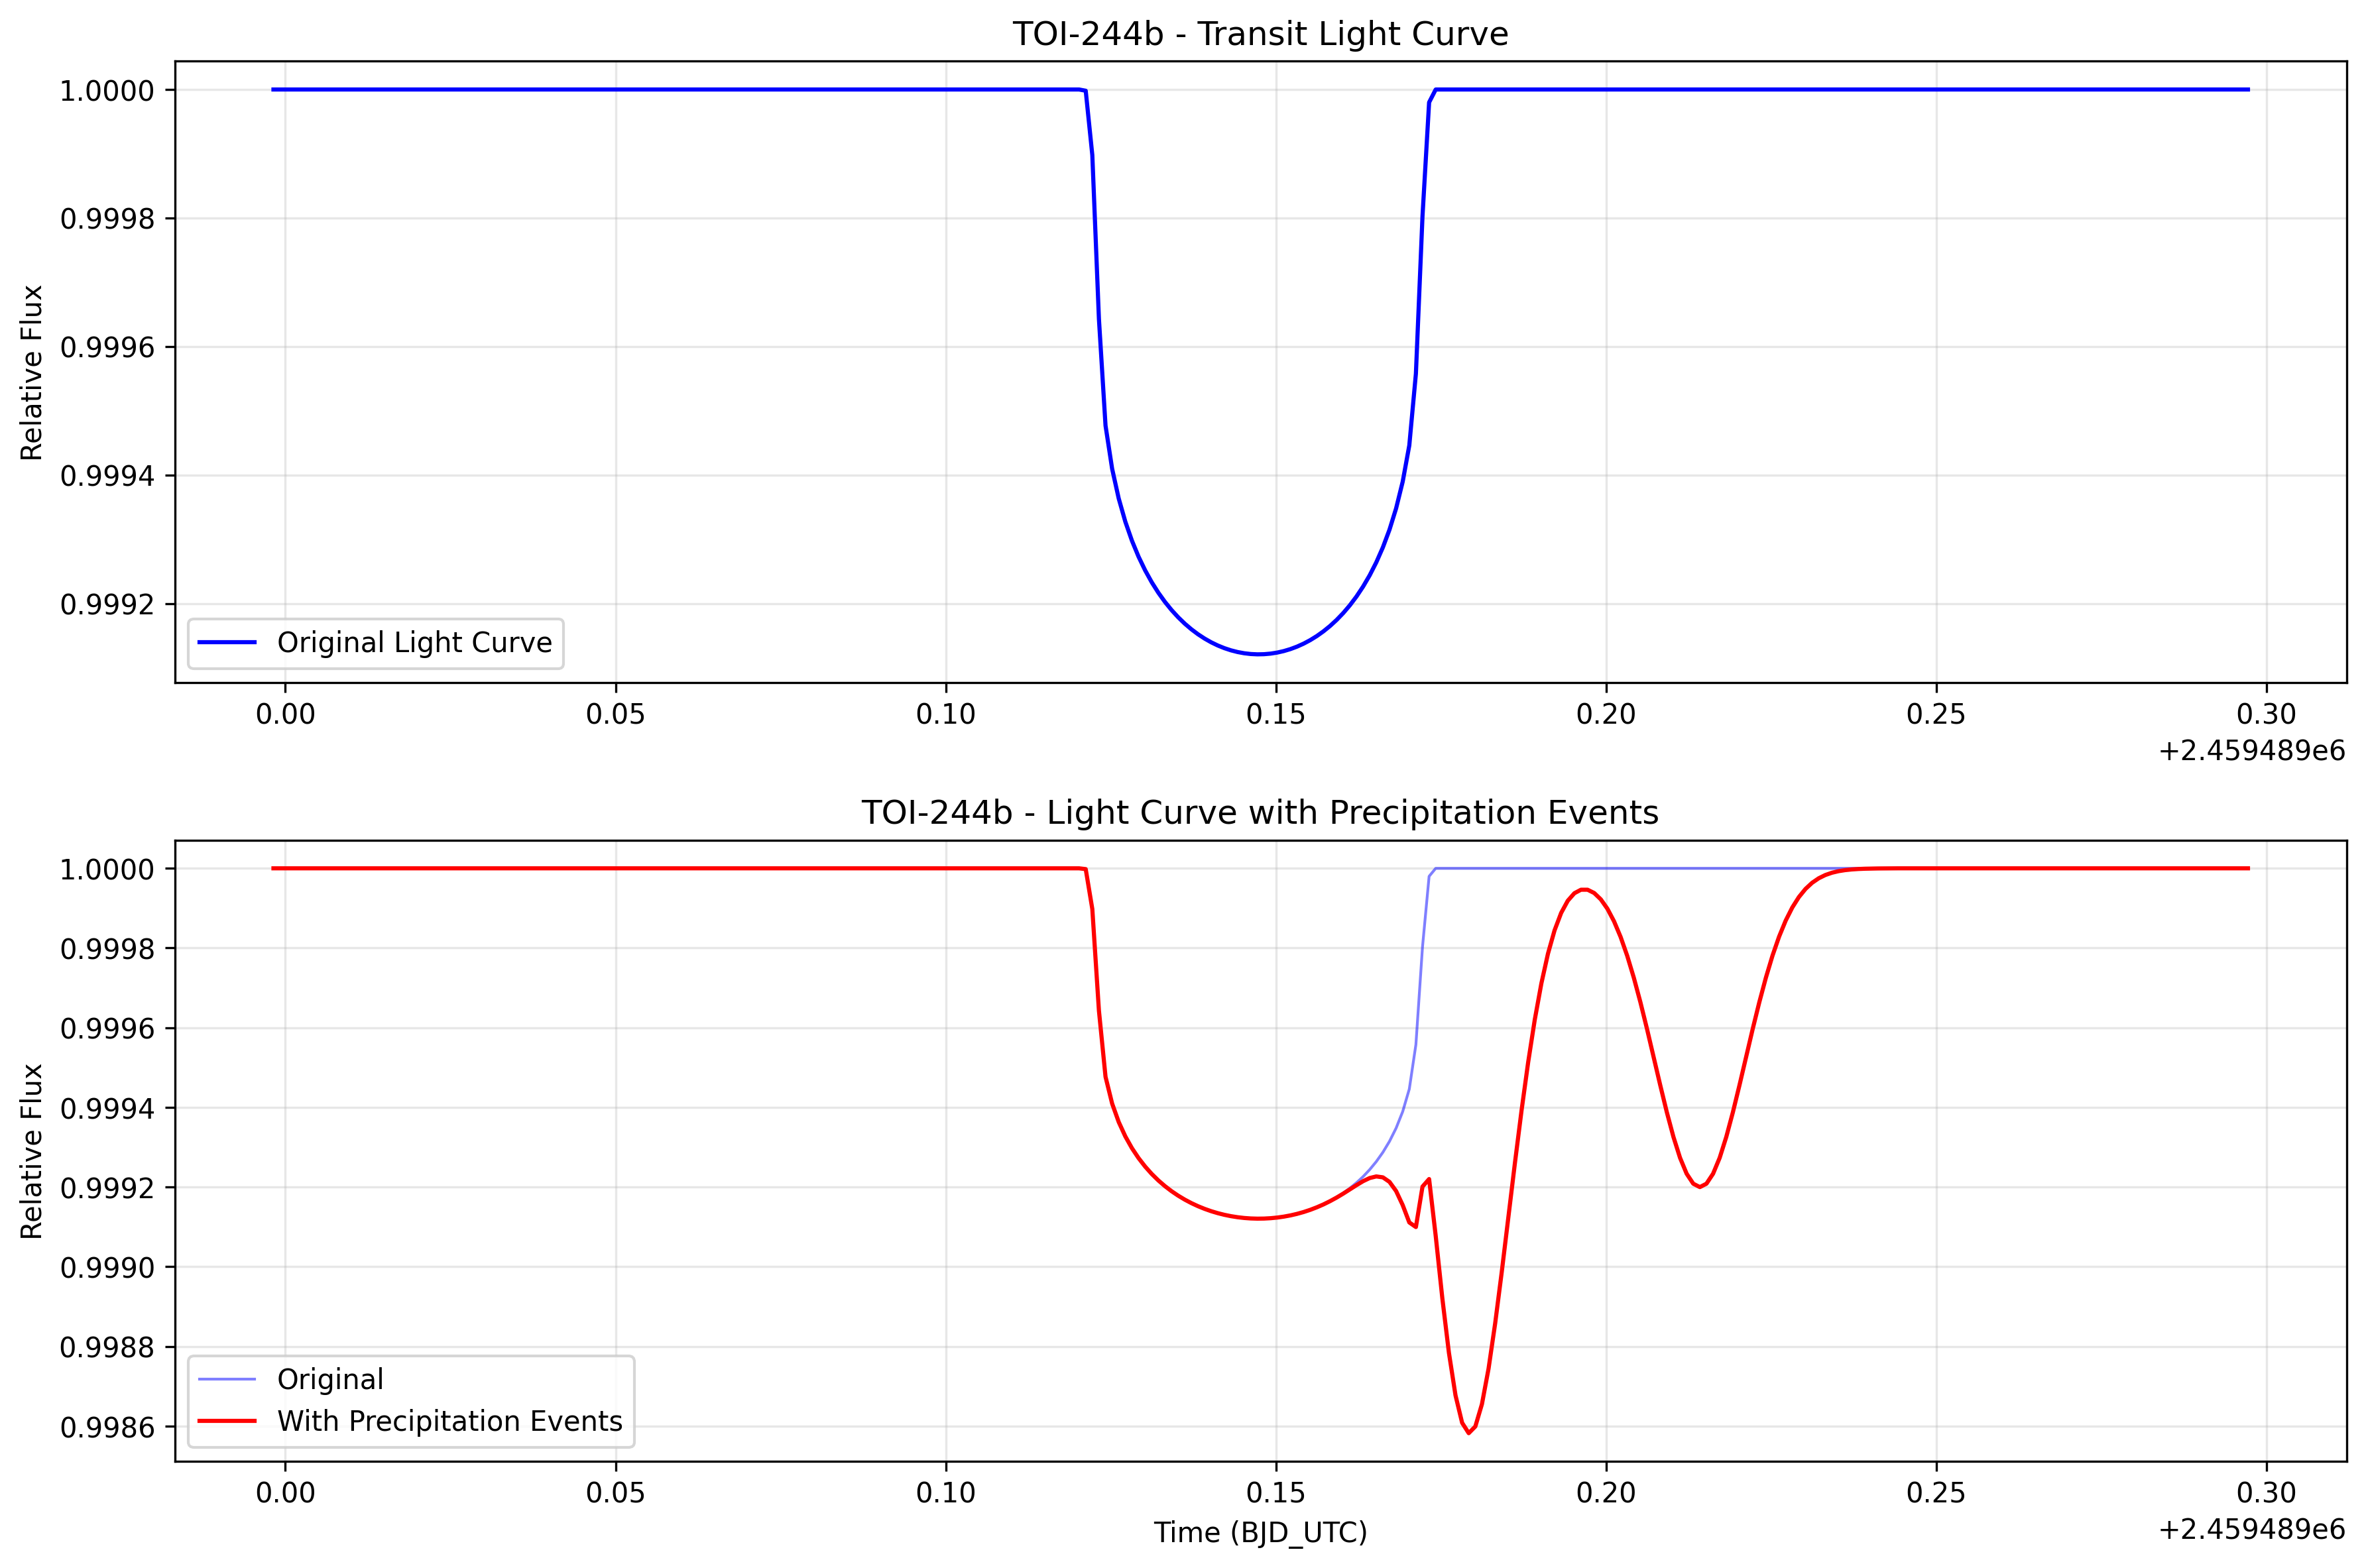 TOI-244b - Transit Light Curve
1.0000
0.9998
0.9996
0.9994
0.9992
Relative Flux
Original Light Curve
0.00 0.05 0.10 0.15 0.20 0.25 0.30
+2.459489e6
TOI-244b - Light Curve with Precipitation Events
1.0000
0.9998
0.9996
0.9994
0.9992
0.9990
0.9988
0.9986
Relative Flux
Original
With Precipitation Events
0.00 0.05 0.10 0.15 0.20 0.25 0.30
Time (BJD_UTC)
+2.459489e6